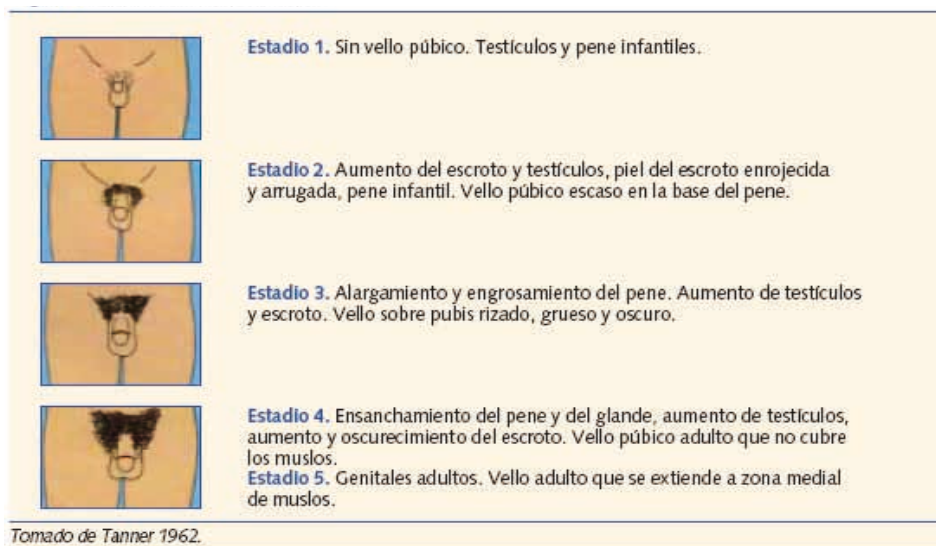 Estadio 1. Sin vello púbico. Testículos y pene infantiles.
Estadio 2. Aumento del escroto y testículos, piel del escroto enrojecida
y arrugada, pene infantil. Vello púbico escaso en la base del pene.
Estadio 3. Alargamiento y engrosamiento del pene. Aumento de testículos
y escroto. Vello sobre pubis rizado, grueso y oscuro.
Estadio 4. Ensanchamiento del pene y del glande, aumento de testículos,
aumento y oscurecimiento del escroto. Vello púbico adulto que no cubre
los muslos.
Estadio 5. Genitales adultos. Vello adulto que se extiende a zona medial
de muslos.
Tomado de Tanner 1962.